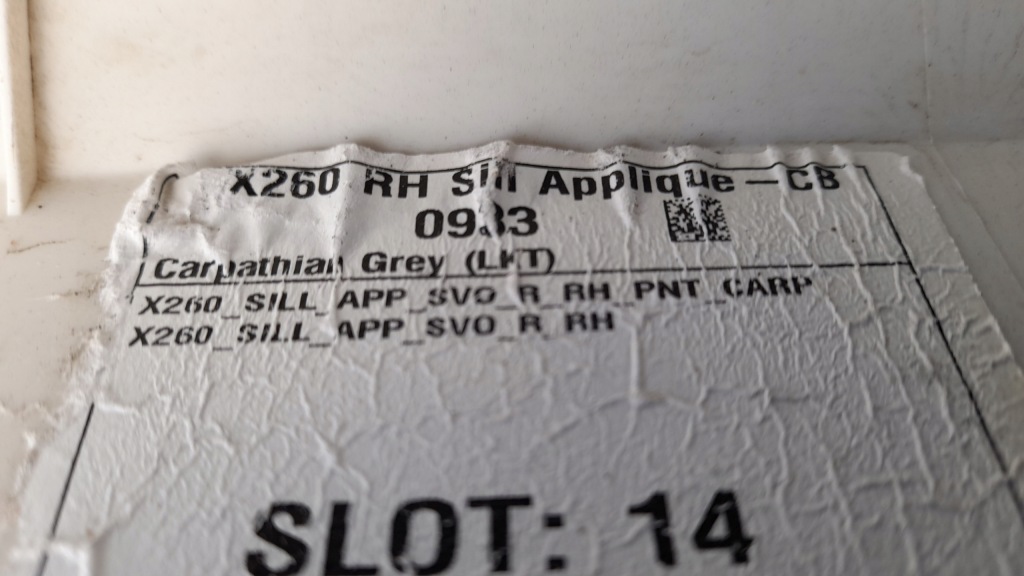 X260 RH Sill Applique – CB
0933
Carpathian Grey (LKT)
X260_SILL_APP_SVO_R_RH_PNT_CARP
X260_SILL_APP_SVO_R_RH
SLOT: 14